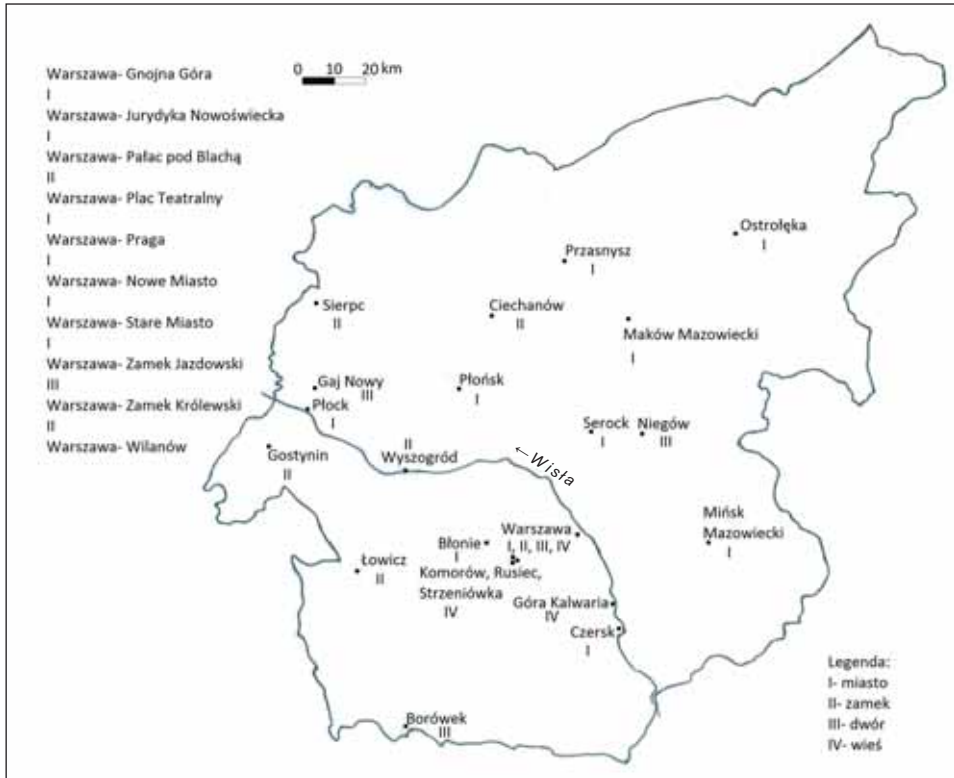 Warszawa- Gnojna Góra
I
Warszawa- Jurydyka Nowoświecka
I
Warszawa- Pałac pod Blachą
II
Warszawa- Plac Teatralny
I
Warszawa- Praga
I
Warszawa- Nowe Miasto
I
Warszawa- Stare Miasto
I
Warszawa- Zamek Jazdowski
III
Warszawa- Zamek Królewski
II
Warszawa- Wilanów
0 10 20 km
Ostrołęka
I
Przasnysz
I
Sierpc
II
Ciechanów
II
Maków Mazowiecki
I
Gaj Nowy
III
Płońsk
I
Płock
I
Serock
I
Niegów
III
II
Wyszogród
←Wisła
Gostynin
II
Mińsk
Mazowiecki
I
Warszawa
I, II, III, IV
Błonie
I
Łowicz
II
Komorów, Rusiec,
Strzeniówka
IV
Góra Kalwaria
IV
Czersk
I
Borówek
III
Legenda:
I- miasto
II- zamek
III- dwór
IV- wieś